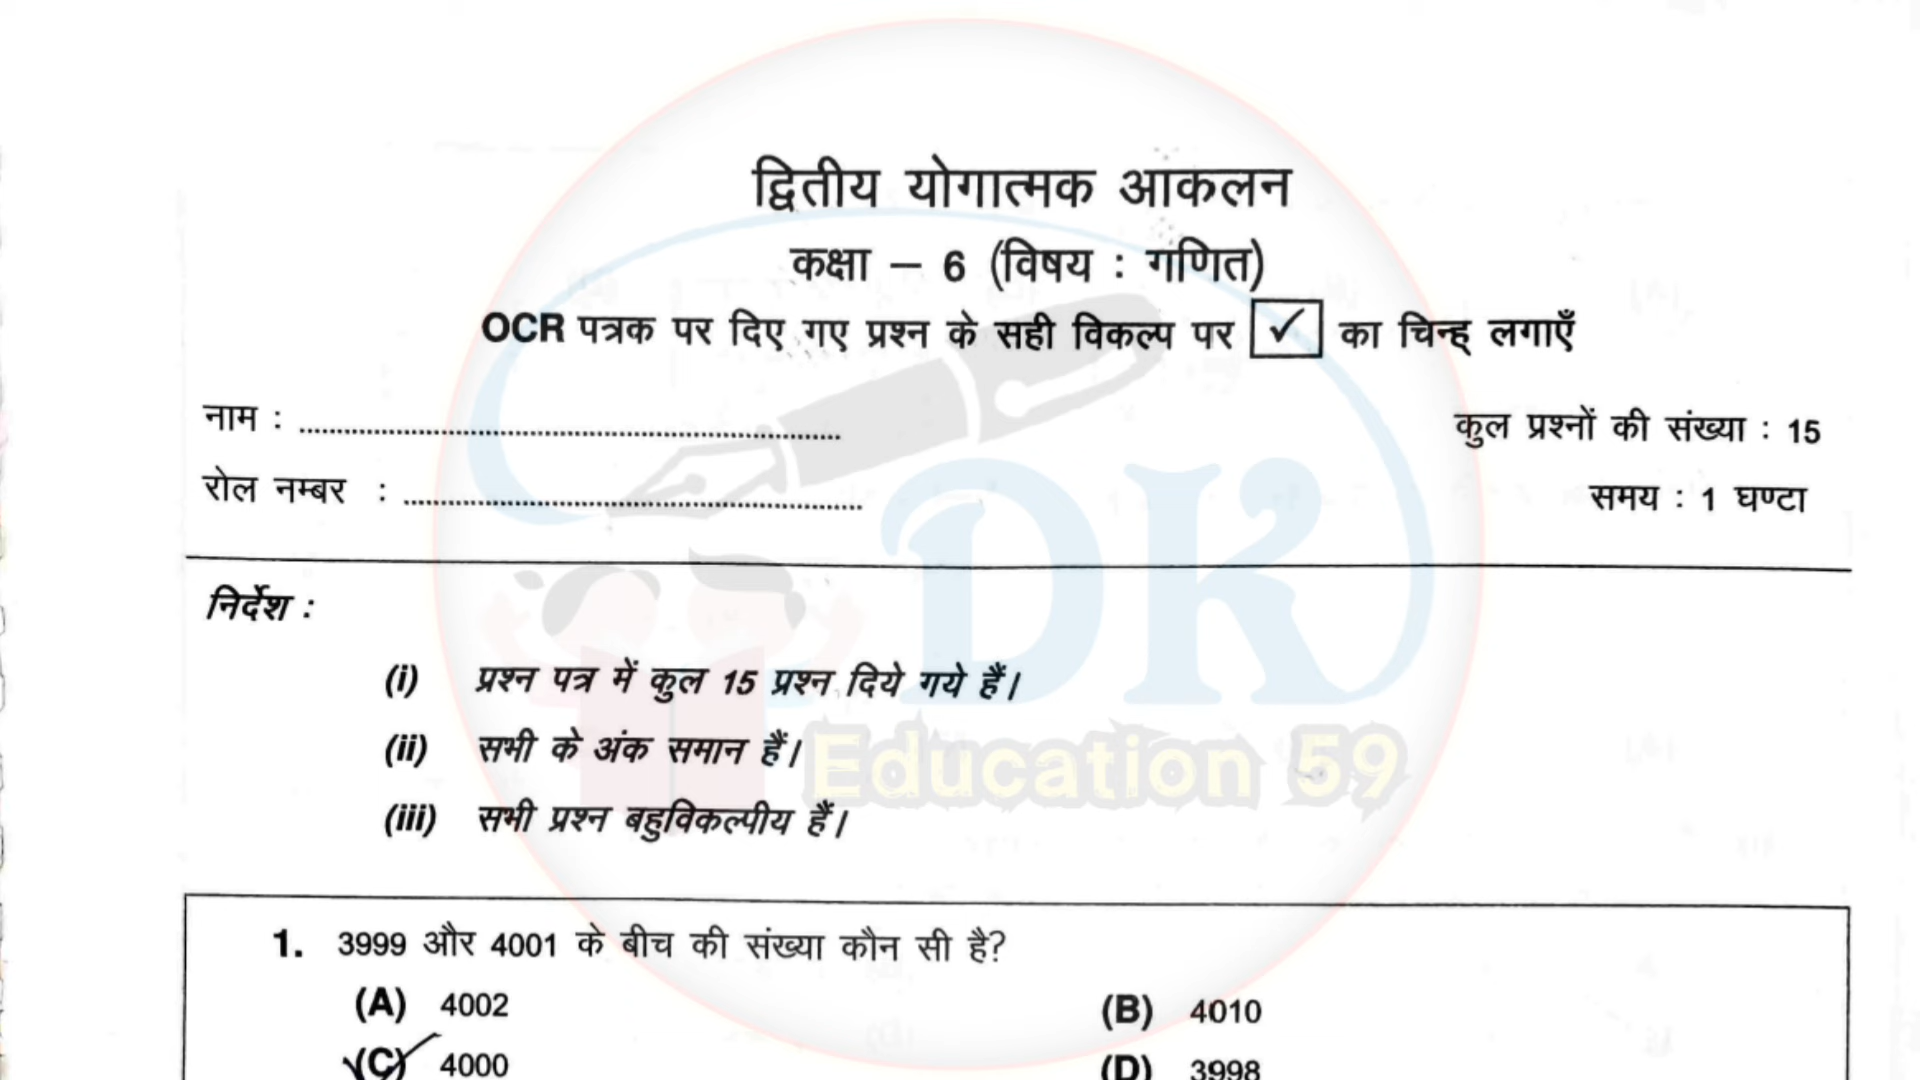 द्वितीय योगात्मक आकलन
कक्षा – 6 (विषय : गणित)
OCR पत्रक पर दिए गए प्रश्न के सही विकल्प पर ✓ का चिन्ह् लगाएँ
नाम : ......................................................
कुल प्रश्नों की संख्या : 15
रोल नम्बर : ..............................................
समय : 1 घण्टा
निर्देश :
(i) प्रश्न पत्र में कुल 15 प्रश्न दिये गये हैं।
(ii) सभी के अंक समान हैं।
(iii) सभी प्रश्न बहुविकल्पीय हैं।
DK
Education 59
1. 3999 और 4001 के बीच की संख्या कौन सी है?
(A) 4002 (B) 4010
(C) 4000 (D) 3998